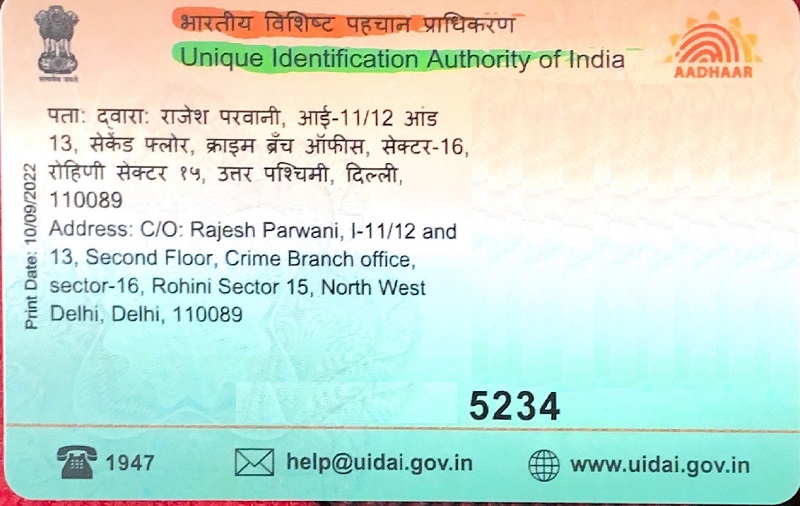 भारतीय विशिष्ट पहचान प्राधिकरण
Unique Identification Authority of India
AADHAAR
पता: दवारा: राजेश परवानी, आई-11/12 आंड
13, सेकेंड फ्लोर, क्राइम ब्रँच ऑफीस, सेक्टर-16,
रोहिणी सेक्टर १५, उत्तर पश्चिमी, दिल्ली,
110089
Address: C/O: Rajesh Parwani, I-11/12 and
13, Second Floor, Crime Branch office,
sector-16, Rohini Sector 15, North West
Delhi, Delhi, 110089
Print Date: 10/09/2022
5234
1947
help@uidai.gov.in
www.uidai.gov.in